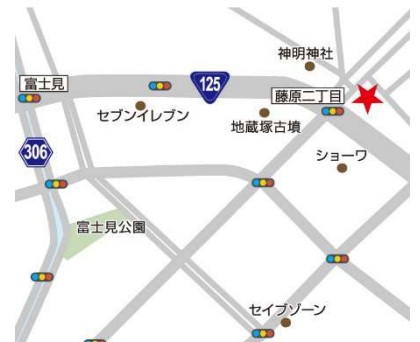 神明神社
富士見
125
藤原二丁目
セブンイレブン
地蔵塚古墳
306
ショーワ
富士見公園
セイブゾーン